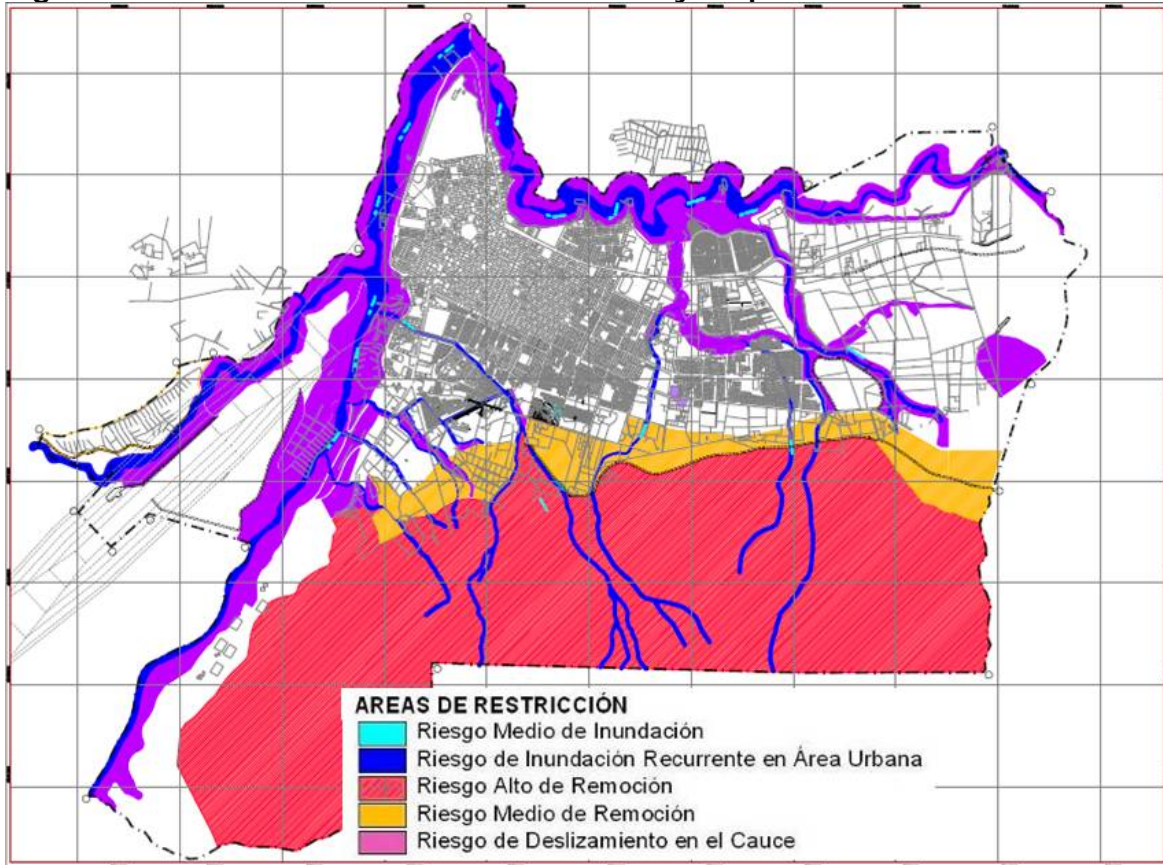 AREAS DE RESTRICCIÓN
Riesgo Medio de Inundación
Riesgo de Inundación Recurrente en Área Urbana
Riesgo Alto de Remoción
Riesgo Medio de Remoción
Riesgo de Deslizamiento en el Cauce